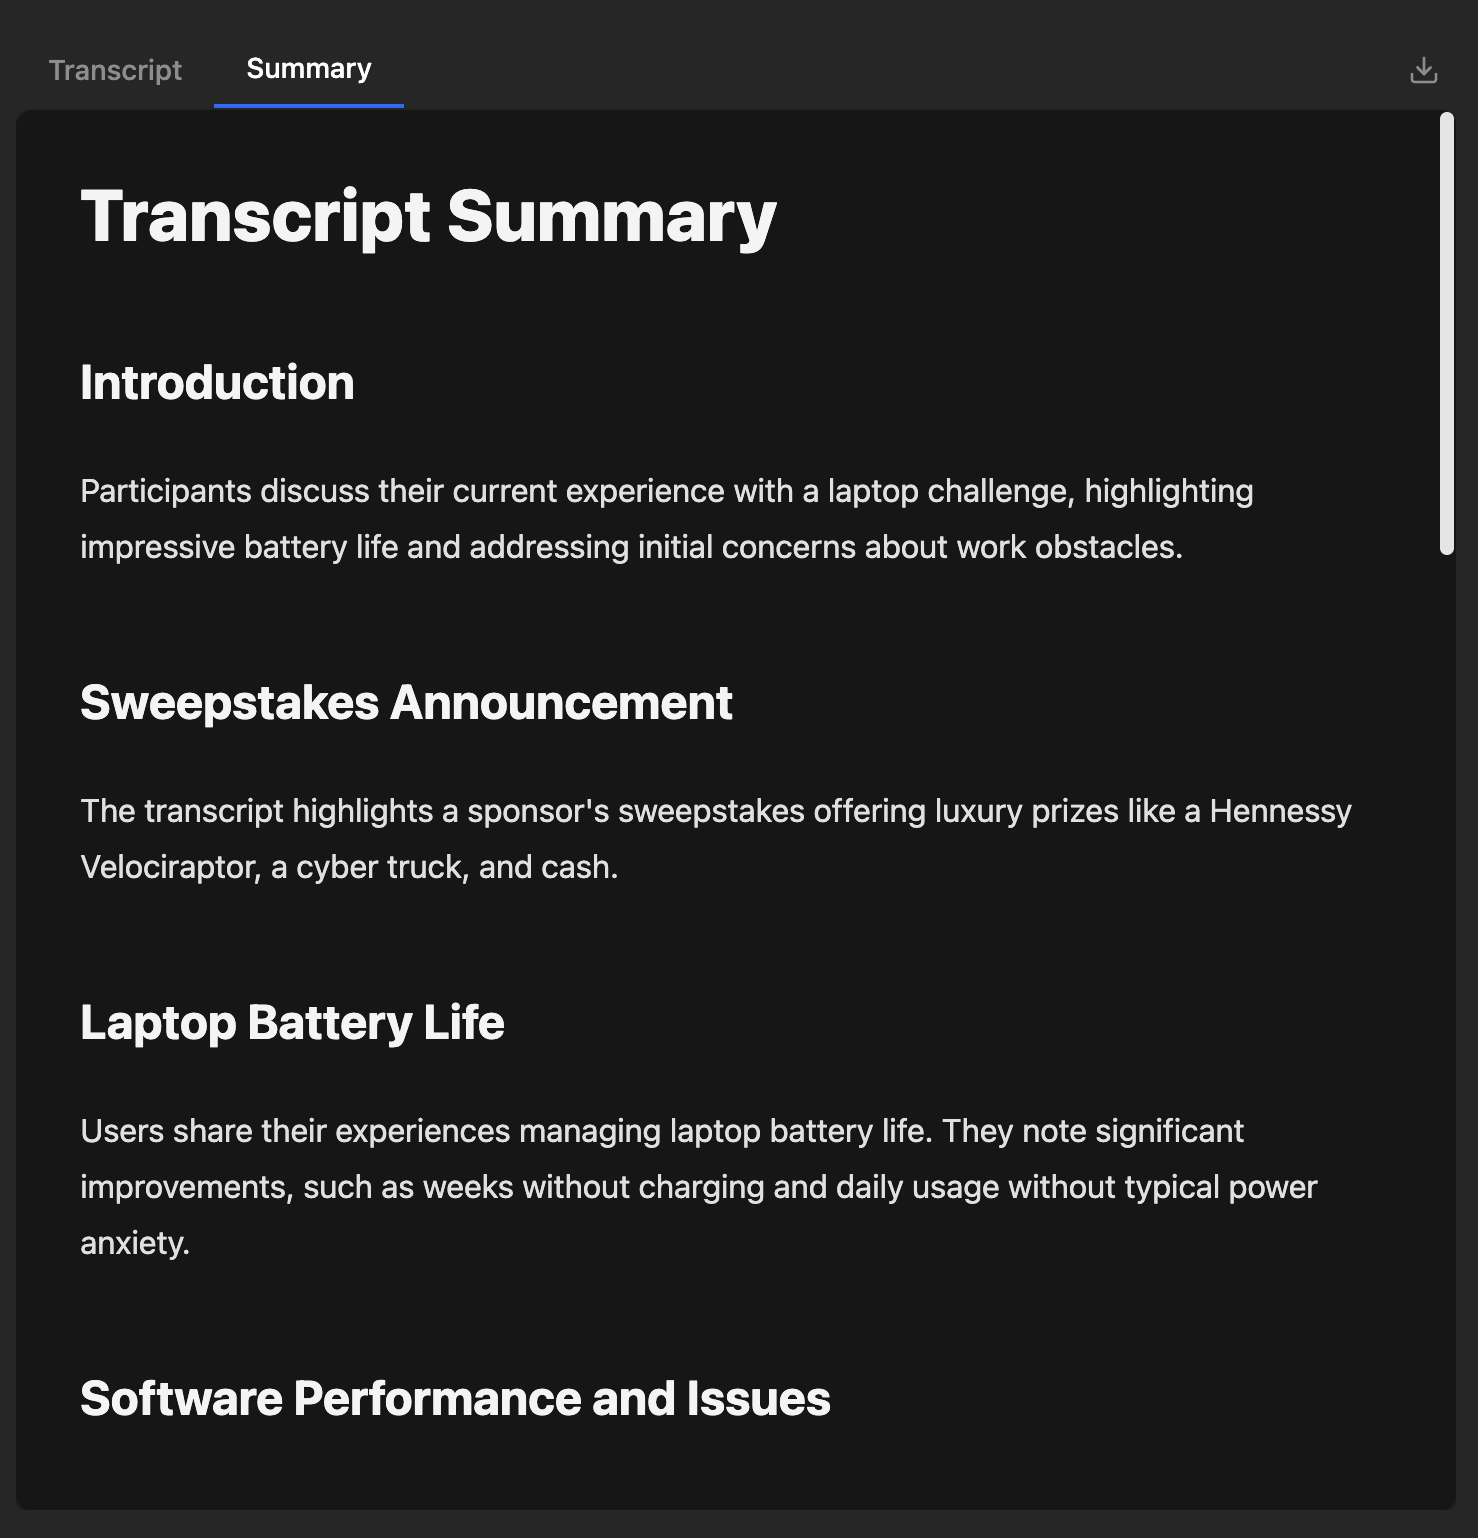 Transcript
Summary
Transcript Summary
Introduction
Participants discuss their current experience with a laptop challenge, highlighting
impressive battery life and addressing initial concerns about work obstacles.
Sweepstakes Announcement
The transcript highlights a sponsor's sweepstakes offering luxury prizes like a Hennessy
Velociraptor, a cyber truck, and cash.
Laptop Battery Life
Users share their experiences managing laptop battery life. They note significant
improvements, such as weeks without charging and daily usage without typical power
anxiety.
Software Performance and Issues